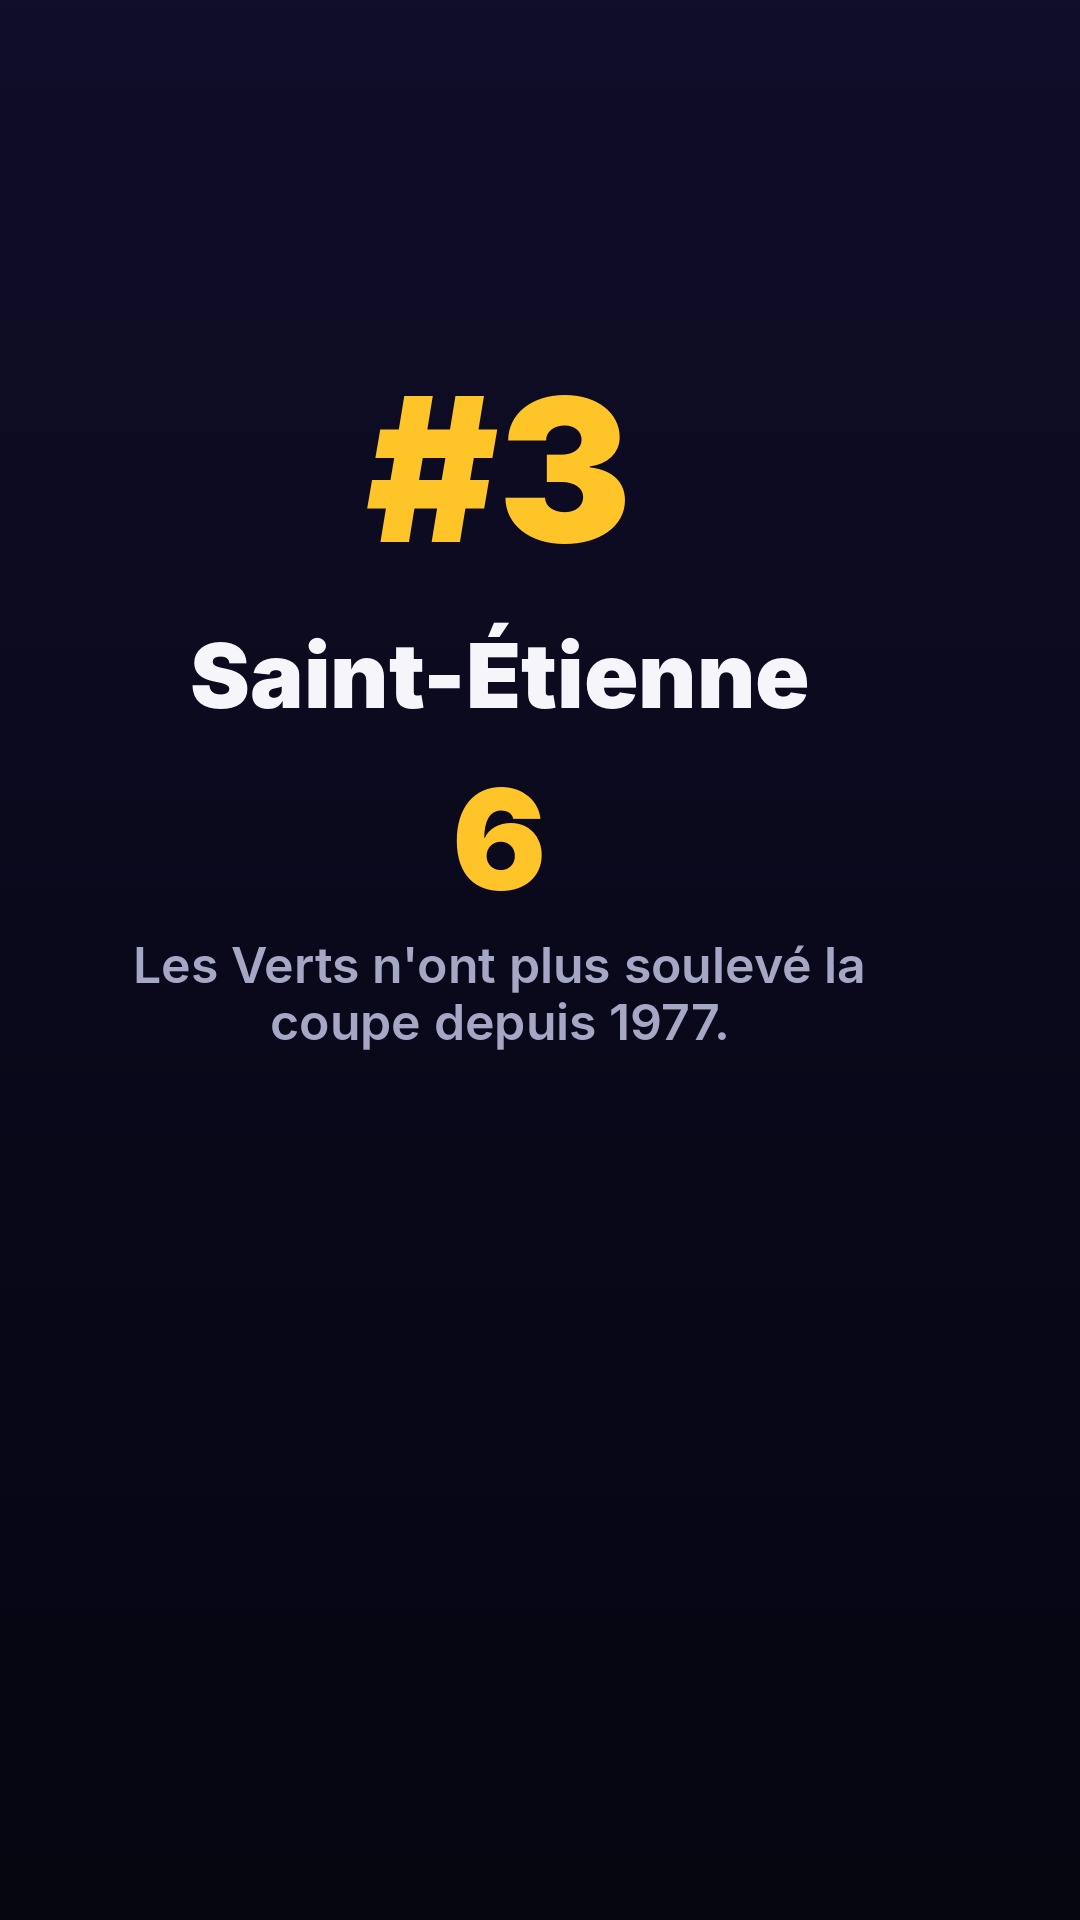 #3
Saint-Étienne
6
Les Verts n'ont plus soulevé la
coupe depuis 1977.